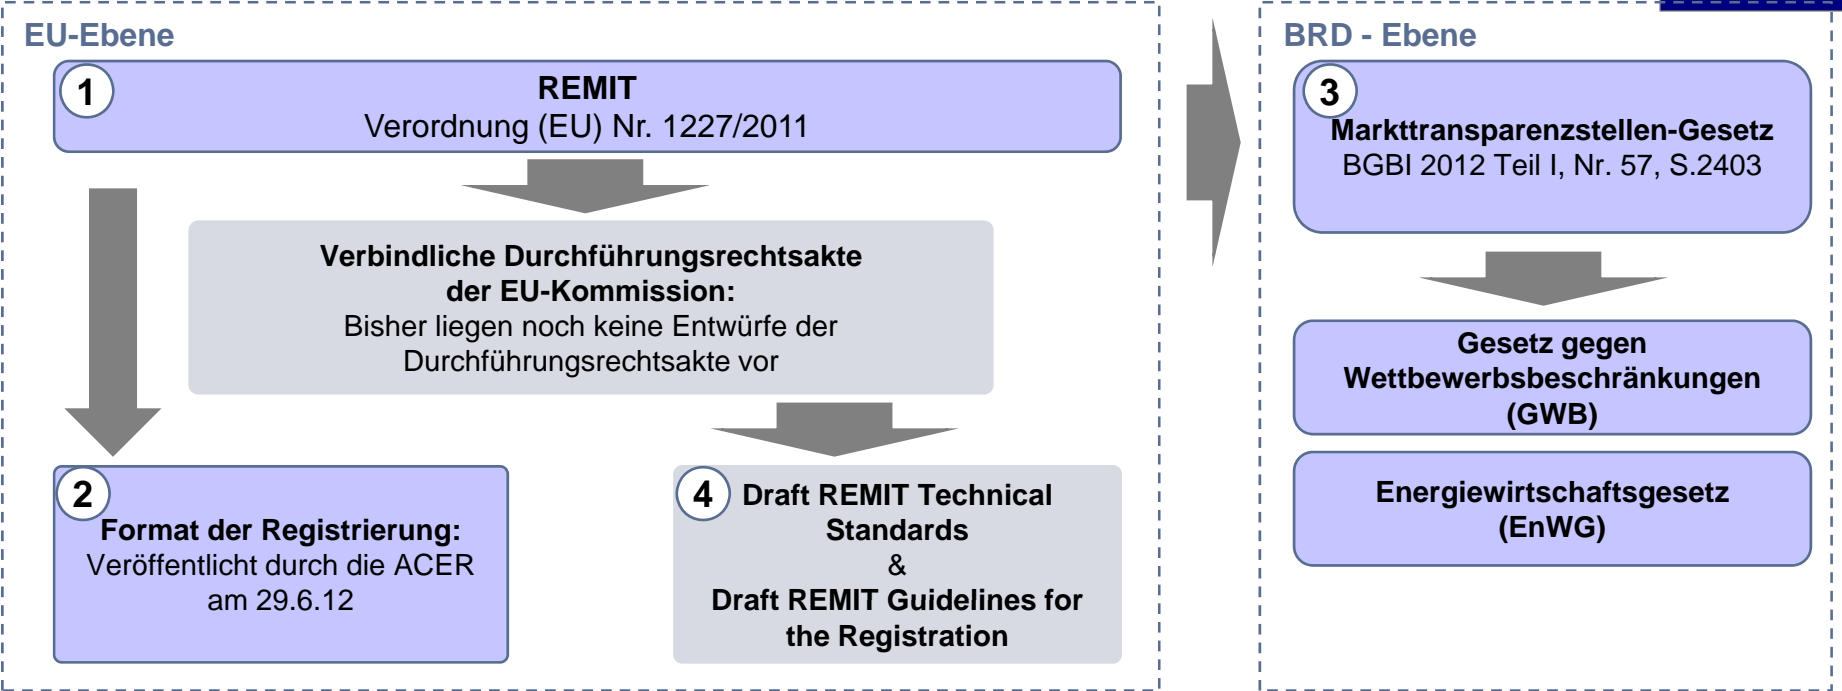 EU-Ebene
1
REMIT
Verordnung (EU) Nr. 1227/2011
Verbindliche Durchführungsrechtsakte
der EU-Kommission:
Bisher liegen noch keine Entwürfe der
Durchführungsrechtsakte vor
2
Format der Registrierung:
Veröffentlicht durch die ACER
am 29.6.12
4
Draft REMIT Technical
Standards
&
Draft REMIT Guidelines for
the Registration
BRD - Ebene
3
Markttransparenzstellen-Gesetz
BGBI 2012 Teil I, Nr. 57, S.2403
Gesetz gegen
Wettbewerbsbeschränkungen
(GWB)
Energiewirtschaftsgesetz
(EnWG)